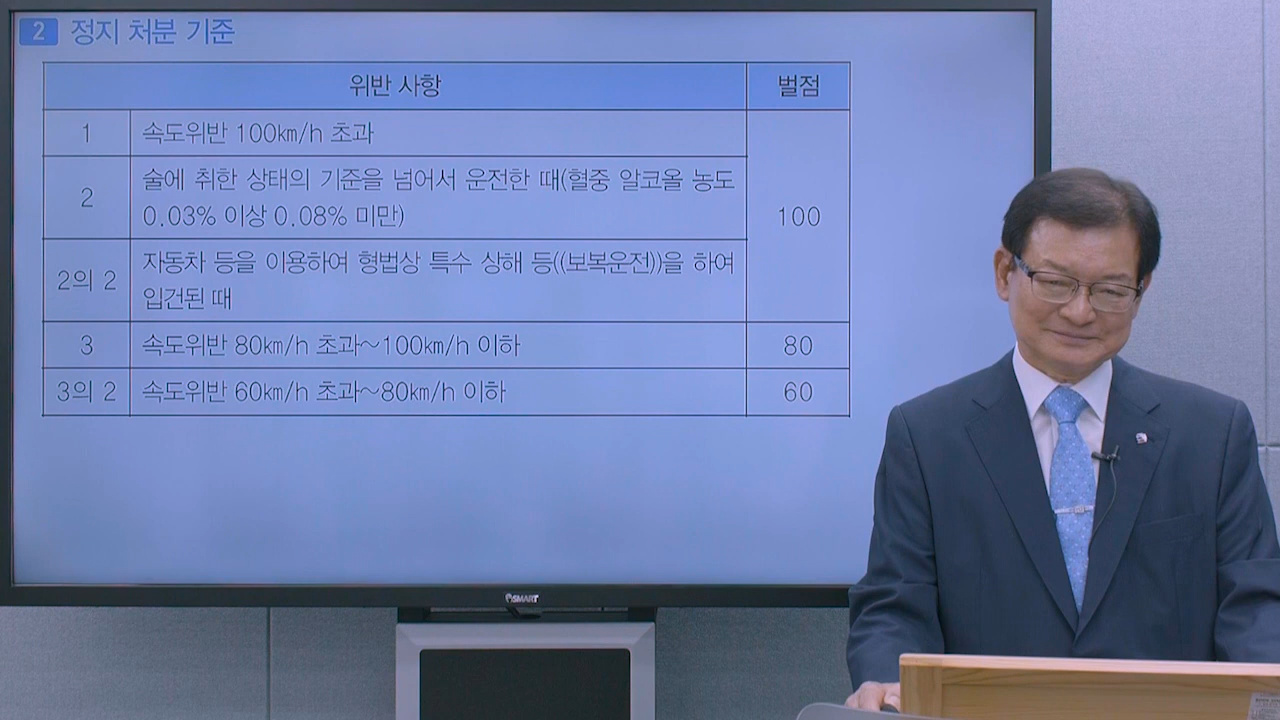 2 정지 처분 기준
위반 사항 벌점
1 속도위반 100㎞/h 초과
2 술에 취한 상태의 기준을 넘어서 운전한 때(혈중 알코올 농도
0.03% 이상 0.08% 미만)
100
2의 2 자동차 등을 이용하여 형법상 특수 상해 등((보복운전))을 하여
입건된 때
3 속도위반 80㎞/h 초과~100㎞/h 이하 80
3의 2 속도위반 60㎞/h 초과~80㎞/h 이하 60
SMART